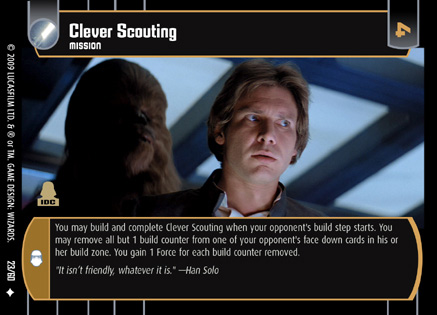 Clever Scouting
MISSION
4
© 2009 LUCASFILM LTD. & ® or TM. GAME DESIGN: WIZARDS.
23/60
IDC
You may build and complete Clever Scouting when your opponent's build step starts. You
may remove all but 1 build counter from one of your opponent's face down cards in his or
her build zone. You gain 1 Force for each build counter removed.
"It isn't friendly, whatever it is." —Han Solo